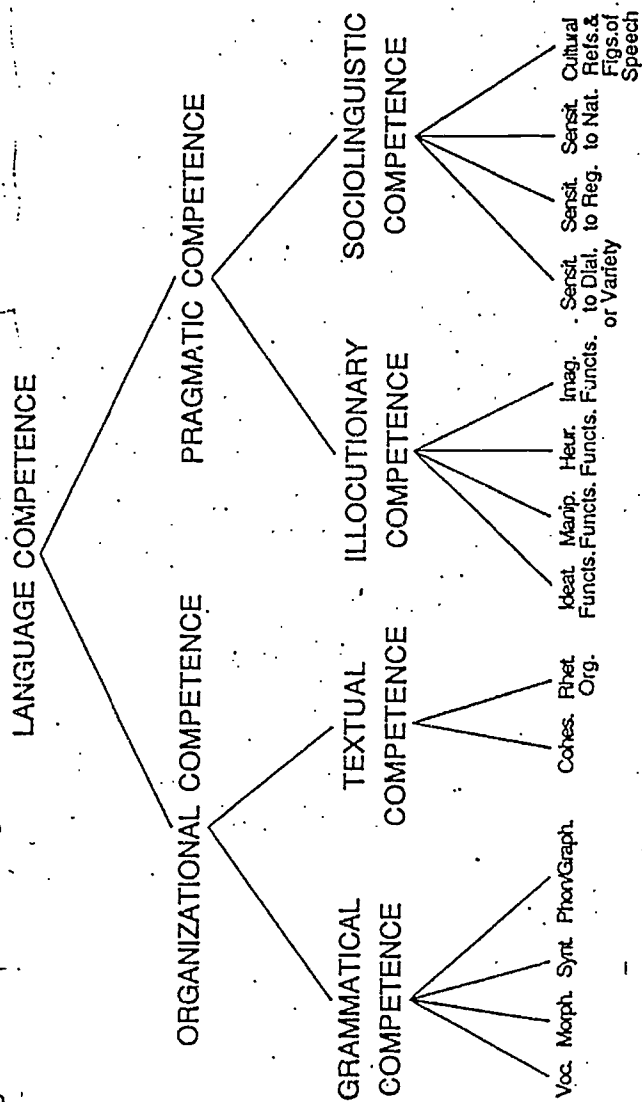 LANGUAGE COMPETENCE
ORGANIZATIONAL COMPETENCE
PRAGMATIC COMPETENCE
GRAMMATICAL
COMPETENCE
TEXTUAL
COMPETENCE
ILLOCUTIONARY
COMPETENCE
SOCIOLINGUISTIC
COMPETENCE
Voc.
Morph.
Synt.
Phon/Graph.
Cohes.
Rhet.
Org.
Ideat.
Functs.
Manip.
Functs.
Heur.
Functs.
Imag.
Functs.
Sensit.
to Dial.
or Variety
Sensit.
to Reg.
Sensit.
to Nat.
Cultural
Refs.&
Figs.of
Speech